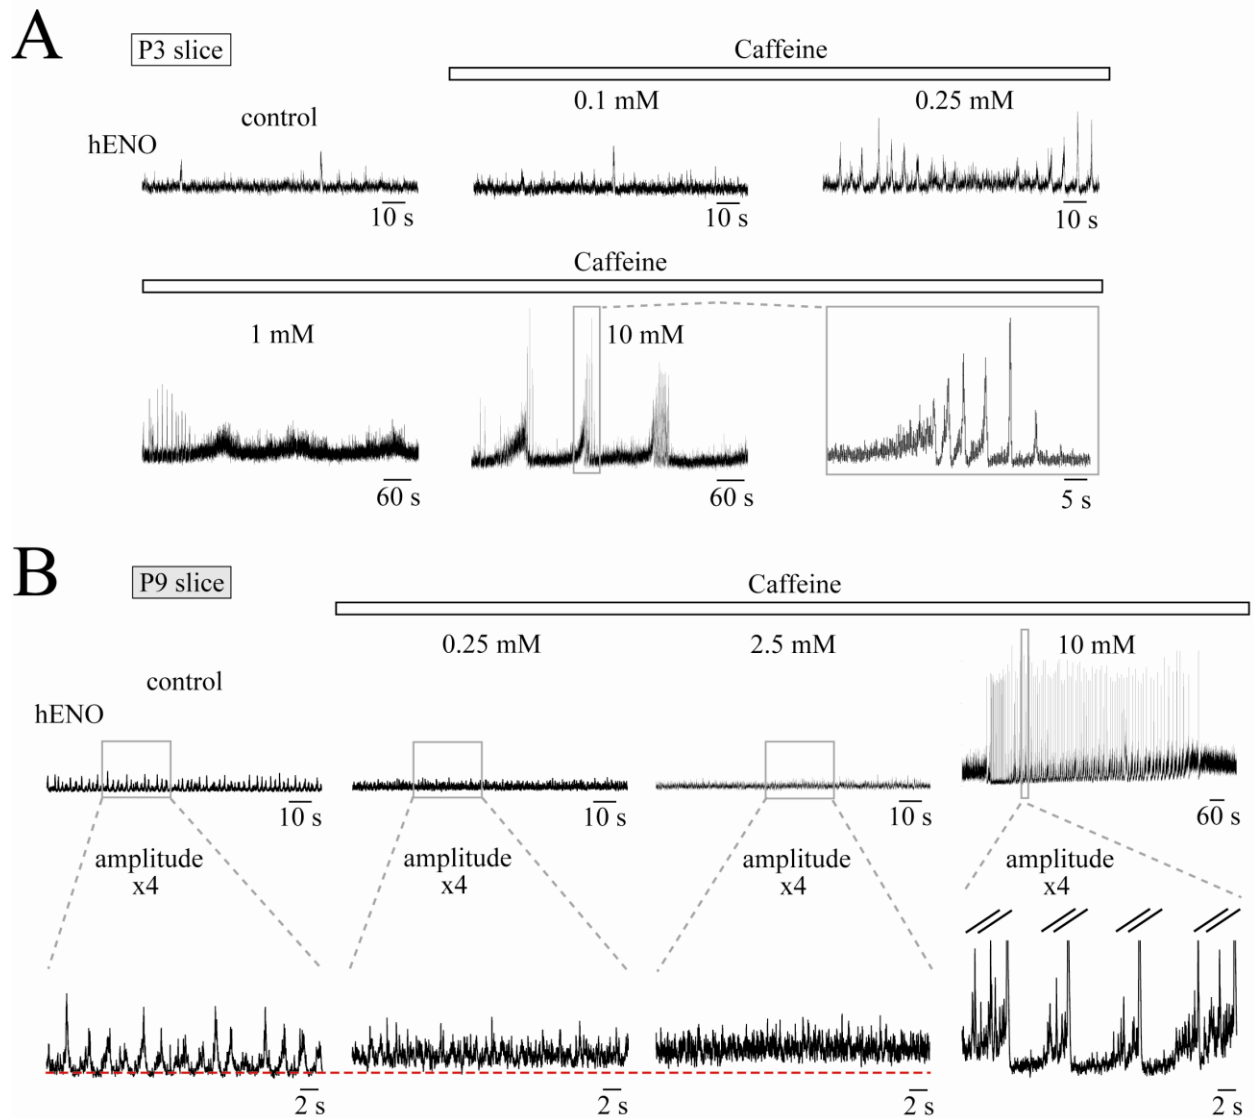 A
P3 slice
Caffeine
control
0.1 mM
0.25 mM
hENO
10 s
10 s
10 s
Caffeine
1 mM
10 mM
60 s
60 s
5 s
B
P9 slice
Caffeine
control
0.25 mM
2.5 mM
10 mM
hENO
10 s
10 s
10 s
60 s
amplitude
x4
amplitude
x4
amplitude
x4
amplitude
x4
2 s
2 s
2 s
2 s